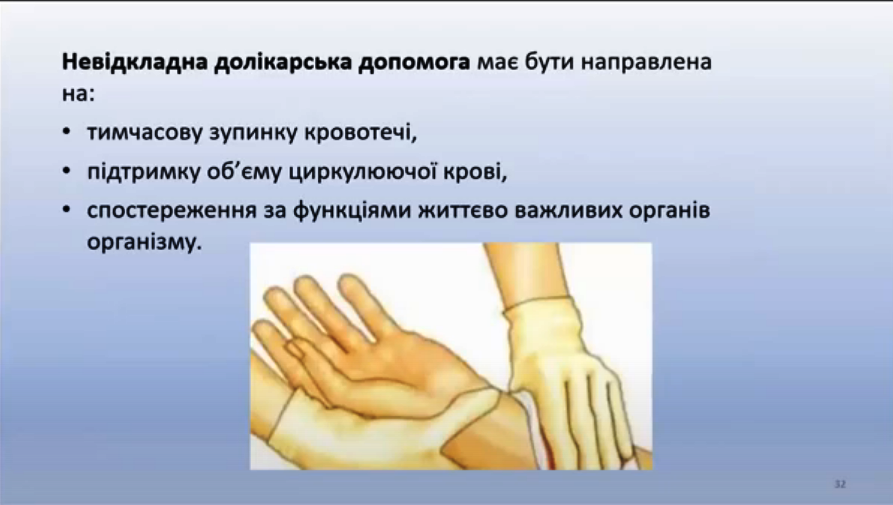 Невідкладна долікарська допомога має бути направлена
на:
• тимчасову зупинку кровотечі,
• підтримку об’єму циркулюючої крові,
• спостереження за функціями життєво важливих органів
організму.
32